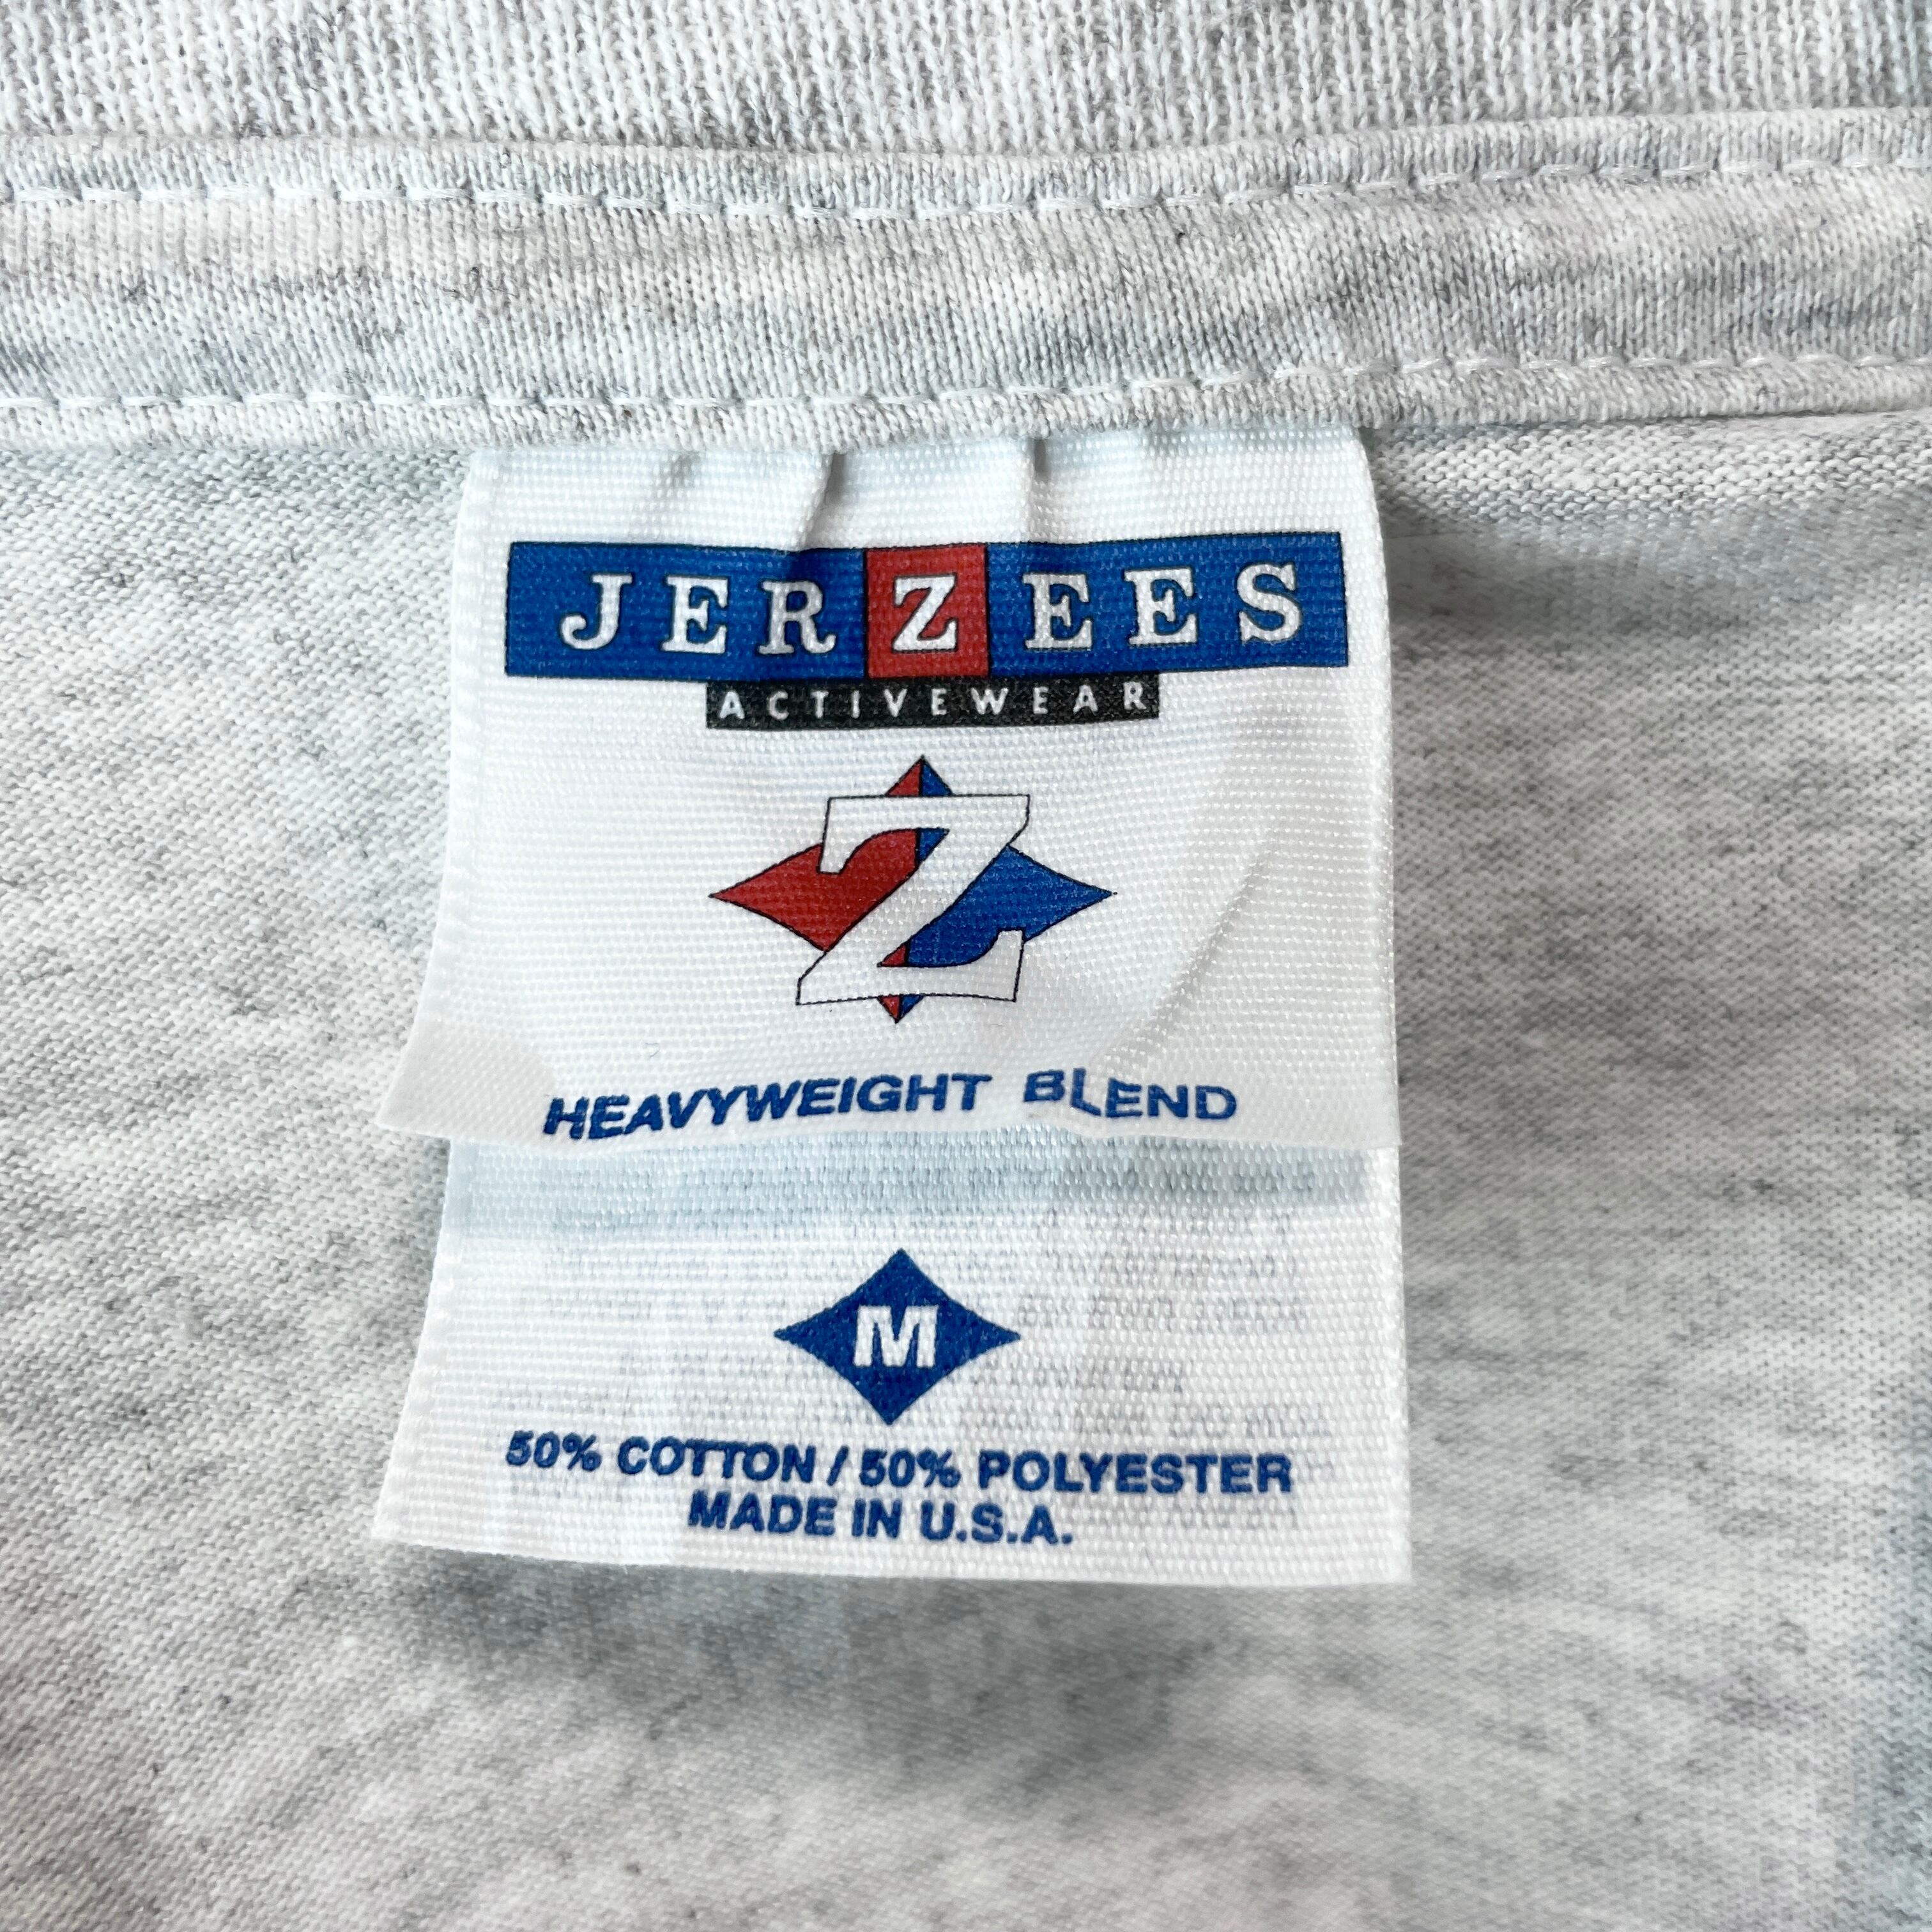 JERZEES
ACTIVEWEAR
Z
HEAVYWEIGHT BLEND
M
50% COTTON / 50% POLYESTER
MADE IN U.S.A.